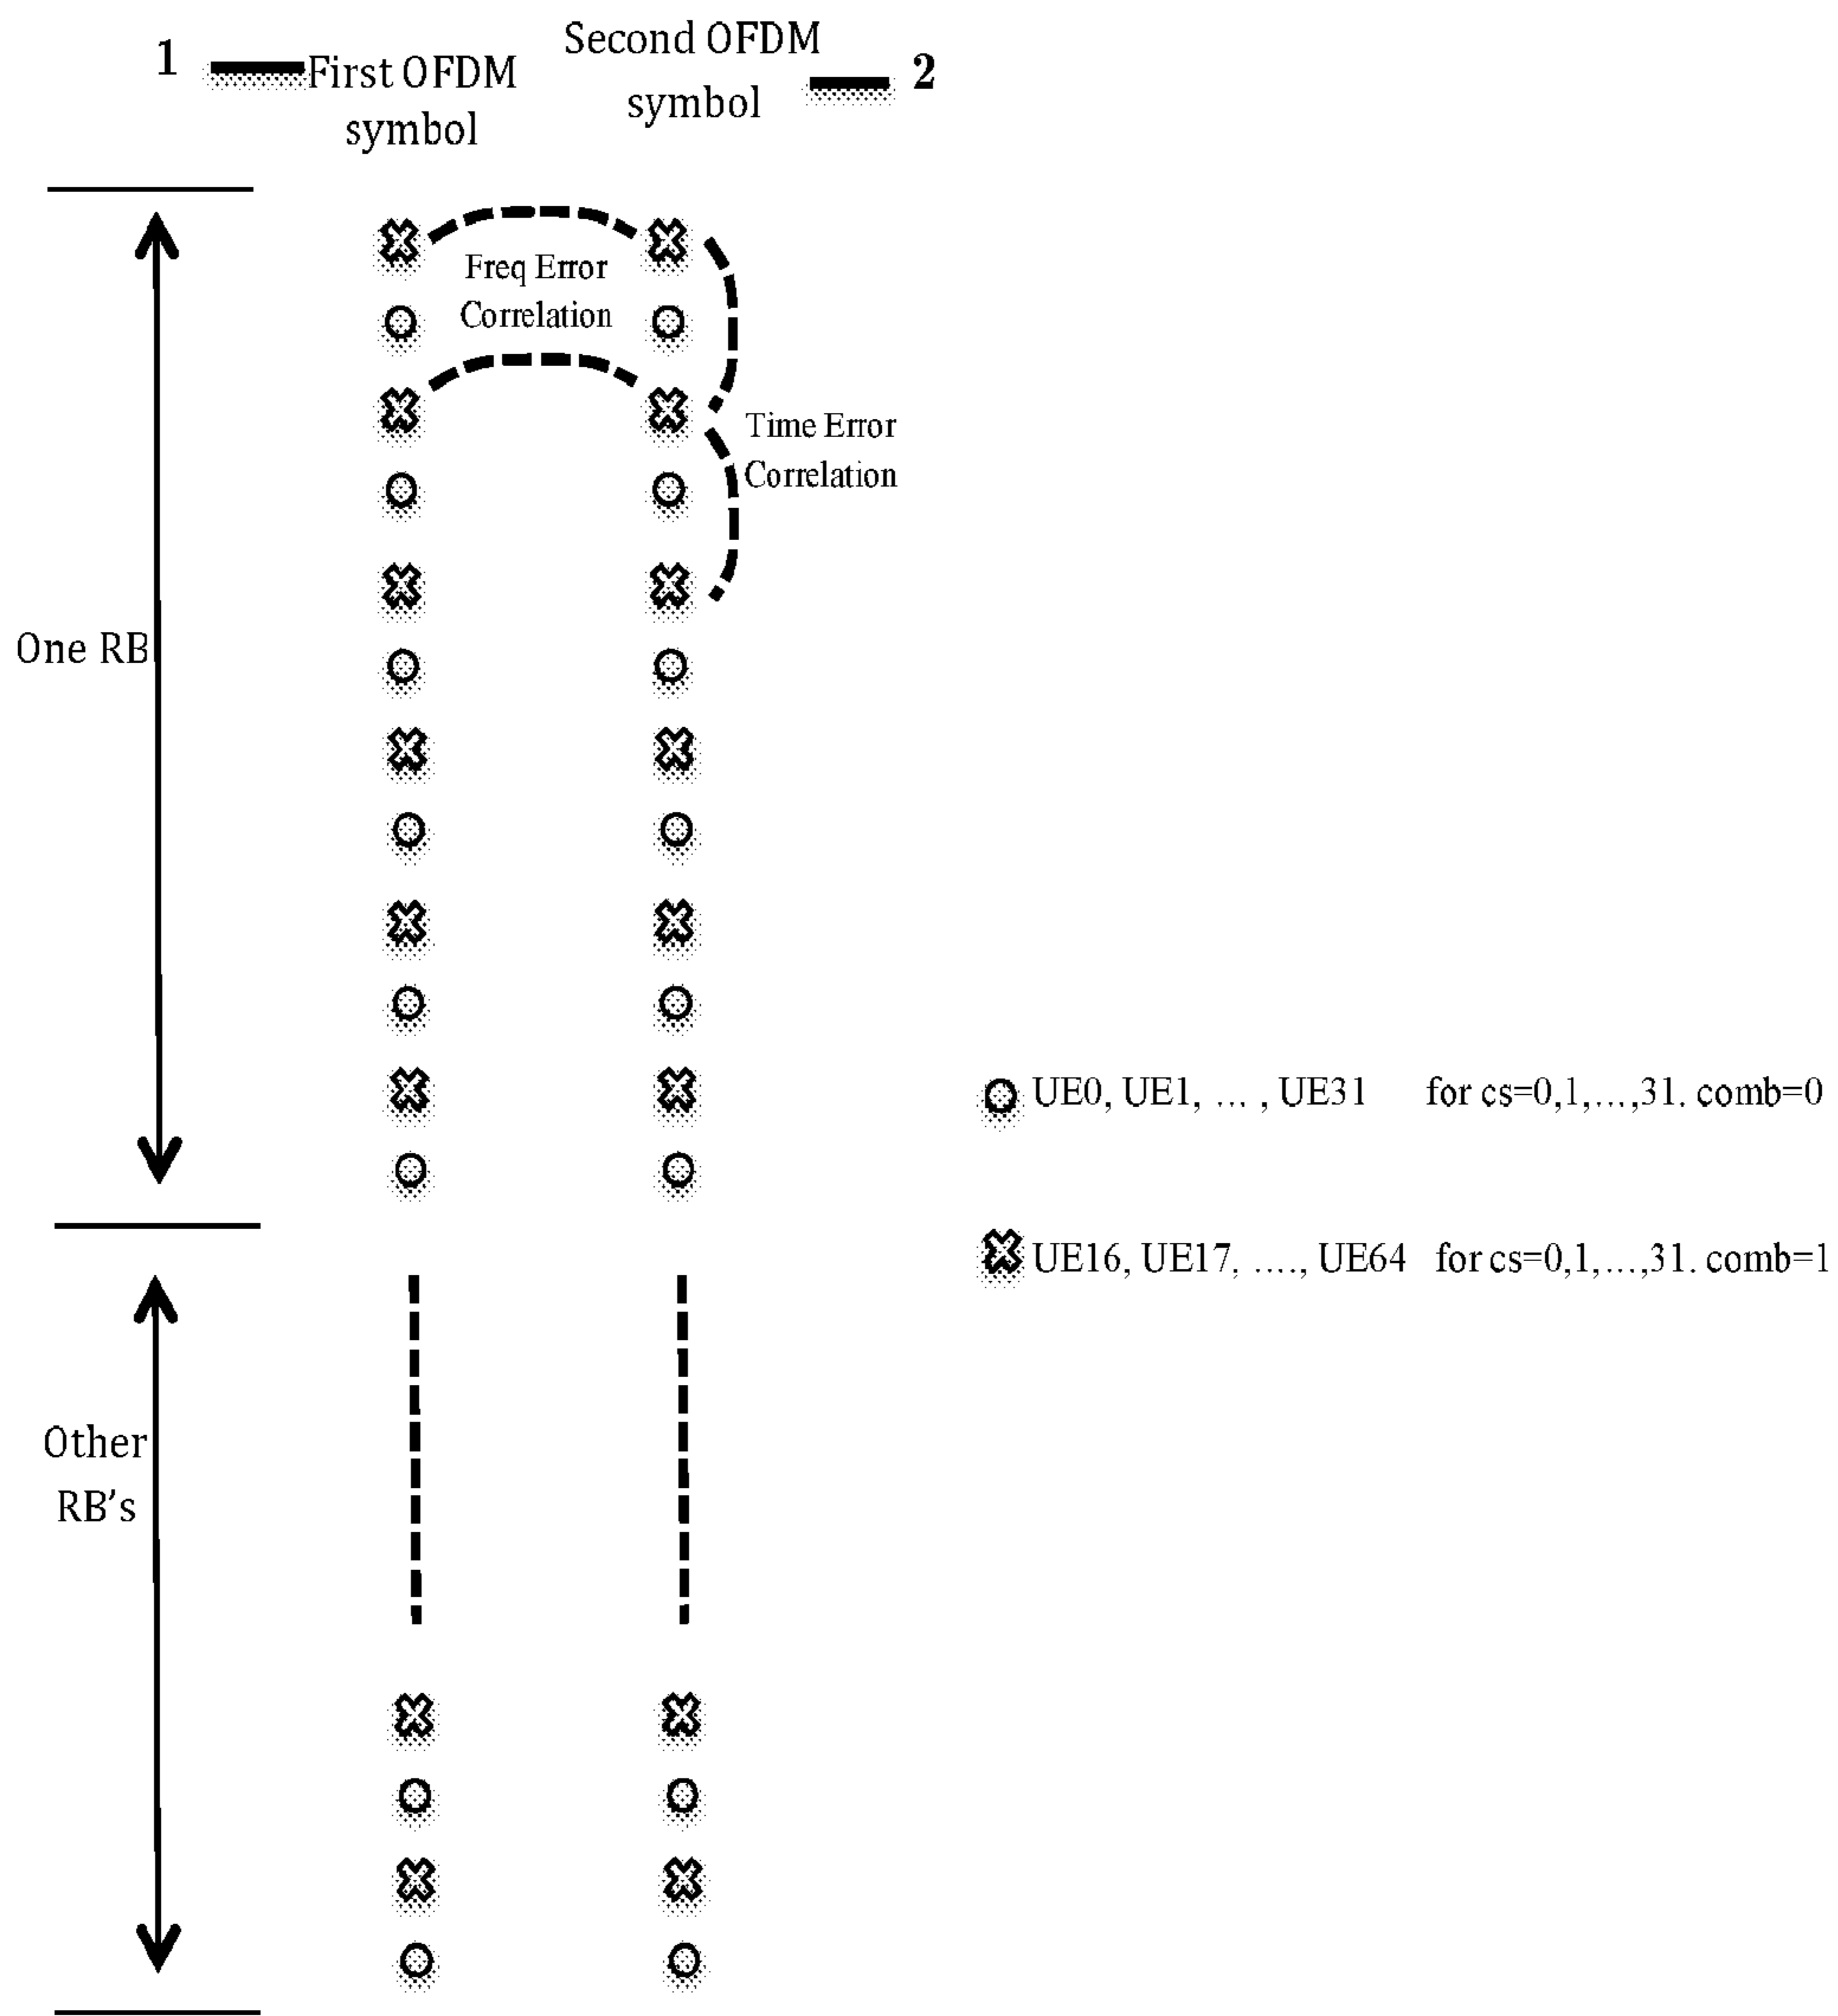 1
First OFDM
symbol
Second OFDM
symbol
2
Freq Error
Correlation
Time Error
Correlation
One RB
UE0, UE1, ... , UE31 for cs=0,1,...,31. comb=0
UE16, UE17, ...., UE64 for cs=0,1,...,31. comb=1
Other
RB's